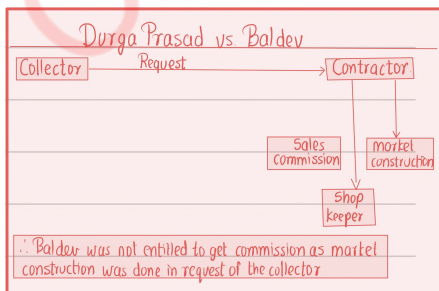 Durga Prasad vs. Baldev
Collector
Request
Contractor
Sales
commission
market
construction
Shop
keeper
∴ Baldev was not entilled to get commission as market
construction was done in request of the collector